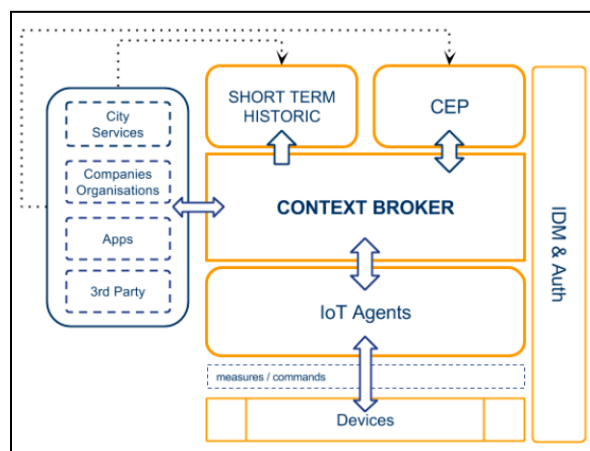 City
Services
Companies
Organisations
Apps
3rd Party
SHORT TERM
HISTORIC
CEP
CONTEXT BROKER
IoT Agents
measures / commands
Devices
IDM & Auth